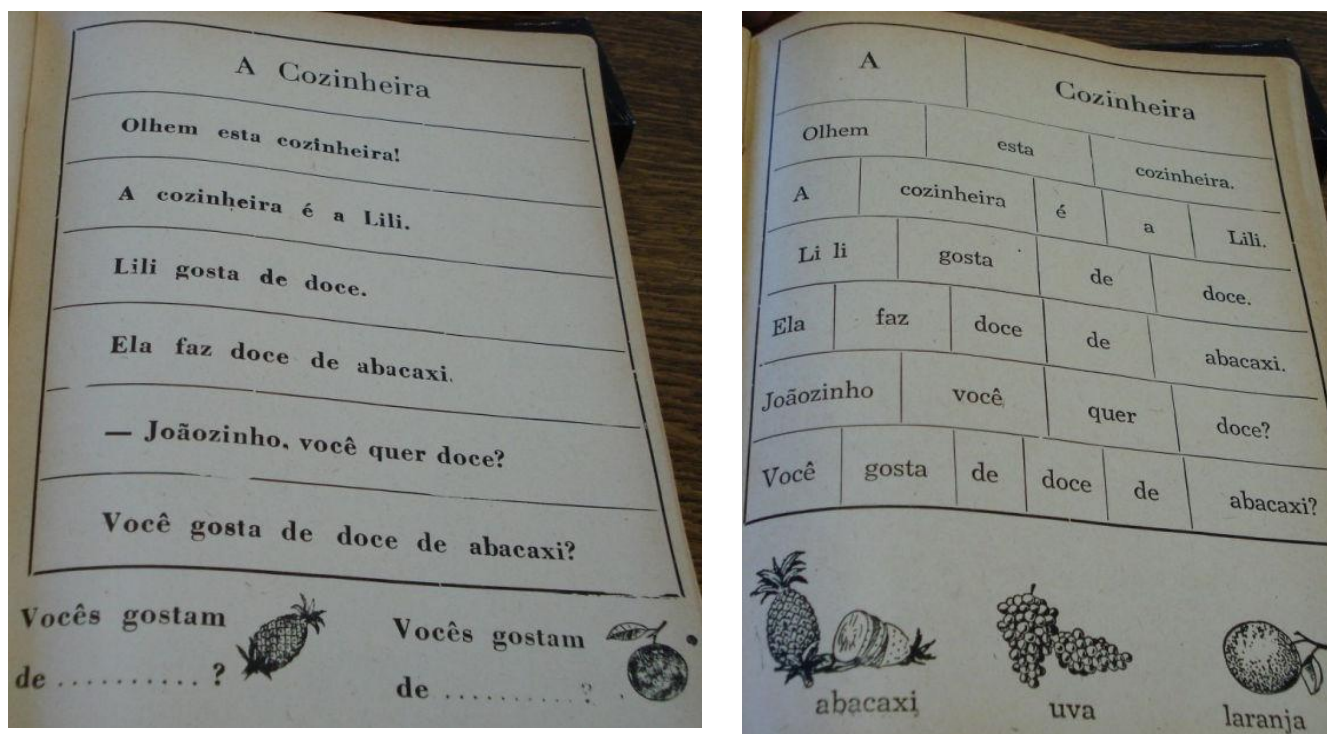 A Cozinheira
Olhem esta cozinheira!
A cozinheira é a Lili.
Lili gosta de doce.
Ela faz doce de abacaxi.
— Joãozinho, você quer doce?
Você gosta de doce de abacaxi?
Vocês gostam
de .......... ?
Vocês gostam
de .......... ?
A Cozinheira
Olhem esta cozinheira.
A cozinheira é a Lili.
Li li gosta de doce.
Ela faz doce de abacaxi.
Joãozinho você quer doce?
Você gosta de doce de abacaxi?
abacaxi uva laranja